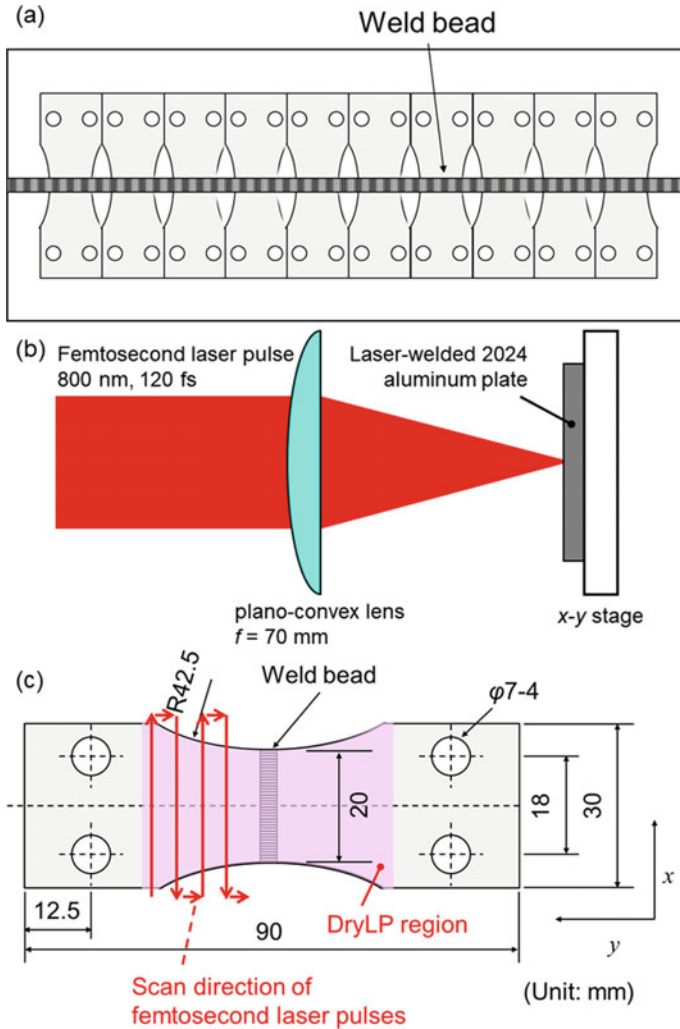 (a)
Weld bead
(b)
Femtosecond laser pulse
800 nm, 120 fs
Laser-welded 2024
aluminum plate
plano-convex lens
f = 70 mm
x-y stage
(c)
R42.5
Weld bead
φ7-4
20
18
30
x
12.5
DryLP region
90
y
Scan direction of
femtosecond laser pulses
(Unit: mm)